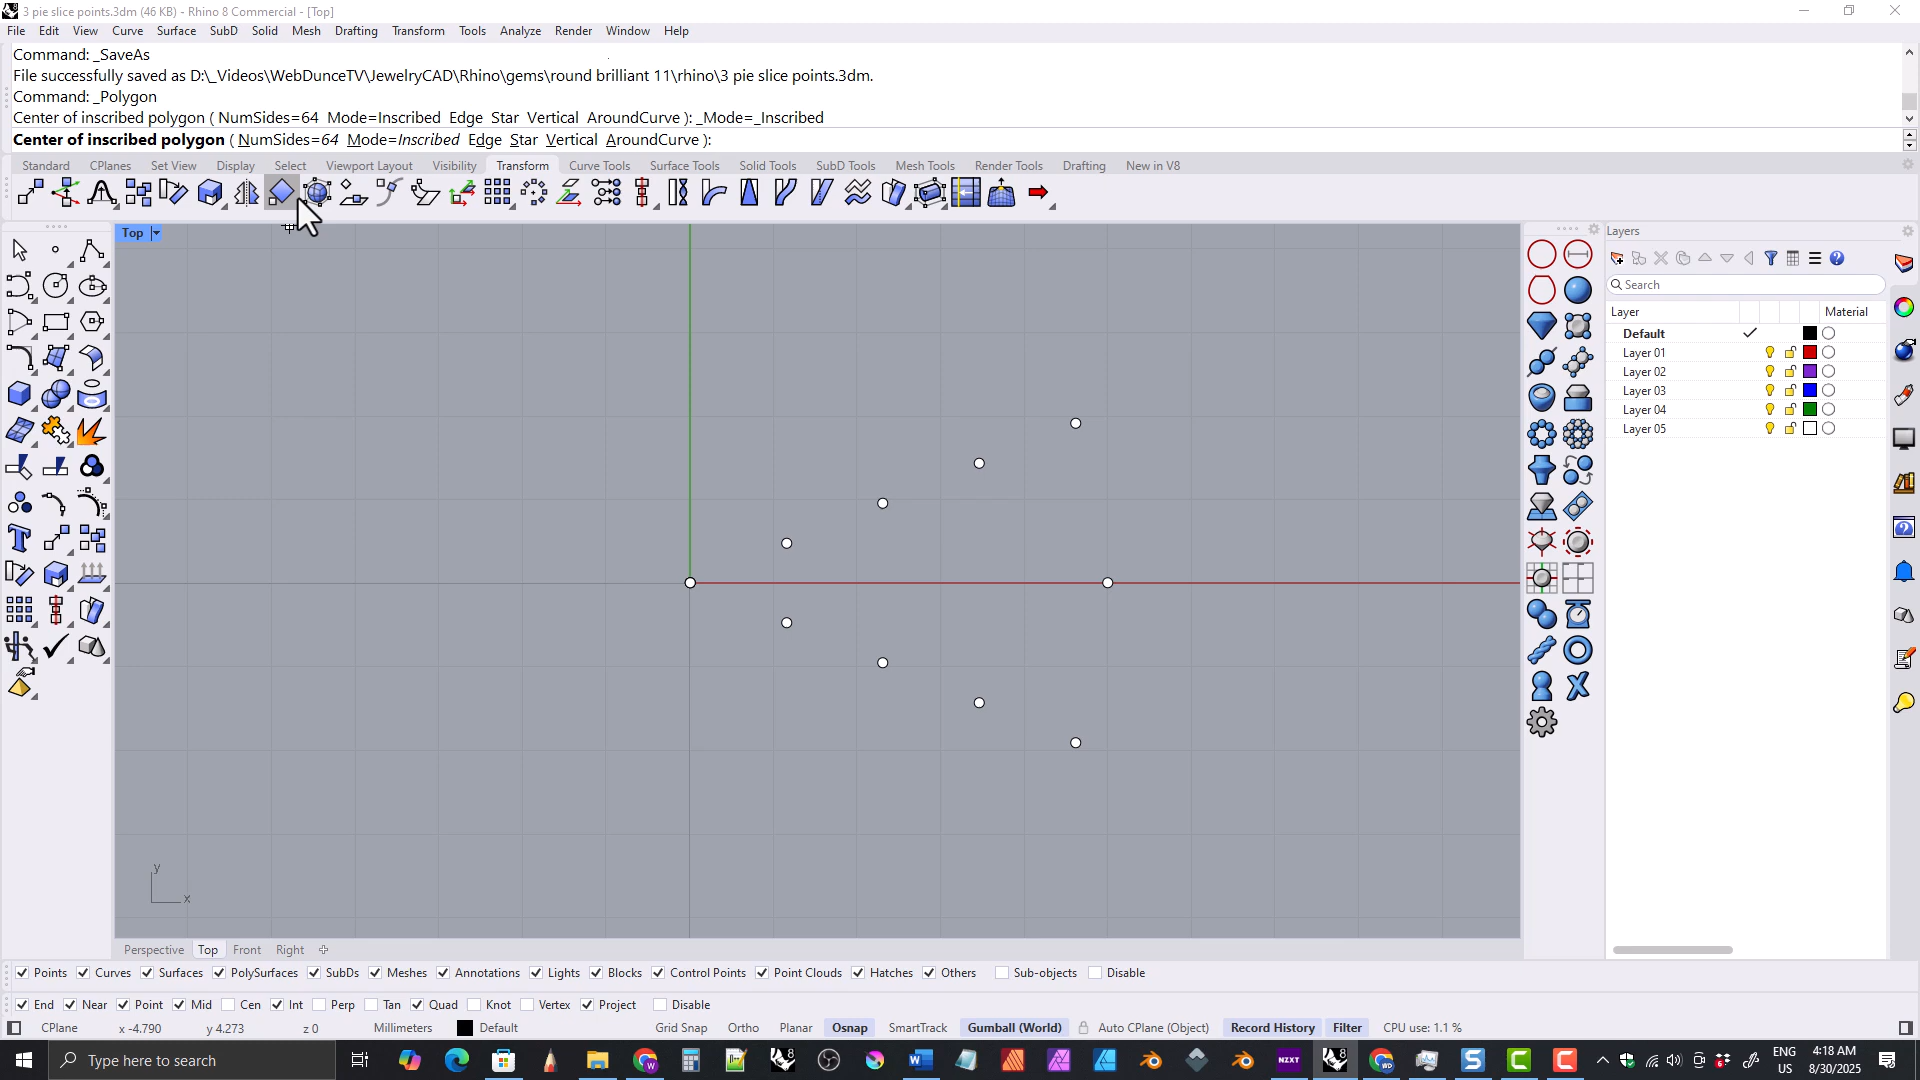 3 pie slice points.3dm (46 KB) - Rhino 8 Commercial - [Top]
File Edit View Curve Surface SubD Solid Mesh Drafting Transform Tools Analyze Render Window Help
Command: _SaveAs
File successfully saved as D:\_Videos\WebDunceTV\JewelryCAD\Rhino\gems\round brilliant 11\rhino\3 pie slice points.3dm.
Command: _Polygon
Center of inscribed polygon ( NumSides=64 Mode=Inscribed Edge Star Vertical AroundCurve ): _Mode=_Inscribed
Center of inscribed polygon ( NumSides=64 Mode=Inscribed Edge Star Vertical AroundCurve ):
Standard CPlanes Set View Display Select Viewport Layout Visibility Transform Curve Tools Surface Tools Solid Tools SubD Tools Mesh Tools Render Tools Drafting New in V8
Top
Layers
Search
Layer Material
Default
Layer 01
Layer 02
Layer 03
Layer 04
Layer 05
y
x
Perspective Top Front Right
Points Curves Surfaces PolySurfaces SubDs Meshes Annotations Lights Blocks Control Points Point Clouds Hatches Others Sub-objects Disable
End Near Point Mid Cen Int Perp Tan Quad Knot Vertex Project Disable
CPlane x -4.790 y 4.273 z 0 Millimeters Default Grid Snap Ortho Planar Osnap SmartTrack Gumball (World) Auto CPlane (Object) Record History Filter CPU use: 1.1 %
Type here to search
ENG
US
4:18 AM
8/30/2025